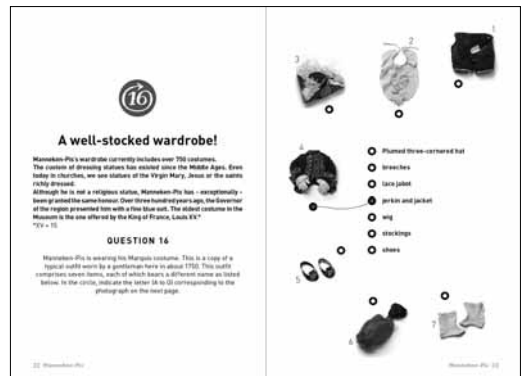 16
A well-stocked wardrobe!
Manneken-Pis's wardrobe currently includes over 750 costumes.
The custom of dressing statues has existed since the Middle Ages. Even
today in churches, we see statues of the Virgin Mary, Jesus or the saints
richly dressed.
Although he is not a religious statue, Manneken-Pis has - exceptionally -
been granted the same honour. Over three hundred years ago, the Governor
of the region presented him with a fine blue suit. The oldest costume in the
Museum is the one offered by the King of France, Louis XV.*
*XV = 15
QUESTION 16
Manneken-Pis is wearing his Marquis costume. This is a copy of a
typical outfit worn by a gentleman here in about 1750. This outfit
comprises seven items, each of which bears a different name as listed
below. In the circle, indicate the letter (A to G) corresponding to the
photograph on the next page.
32 Manneken-Pis
1
2
3
4
Plumed three-cornered hat
breeches
lace jabot
jerkin and jacket
wig
stockings
shoes
5
6
7
Manneken-Pis 33